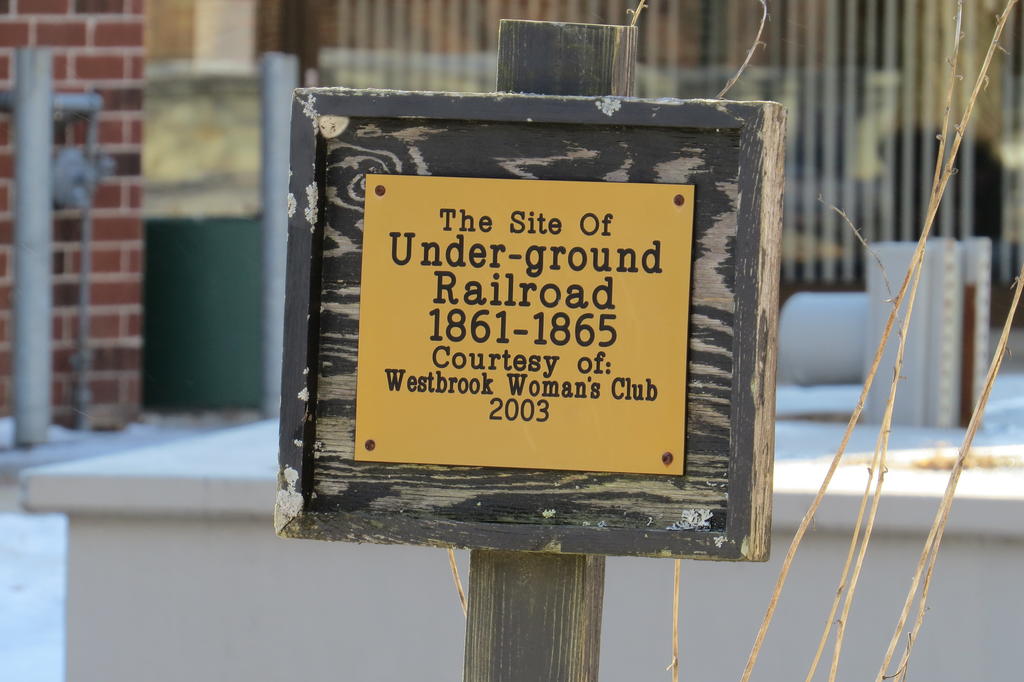 The Site Of
Under-ground
Railroad
1861-1865
Courtesy of:
Westbrook Woman's Club
2003